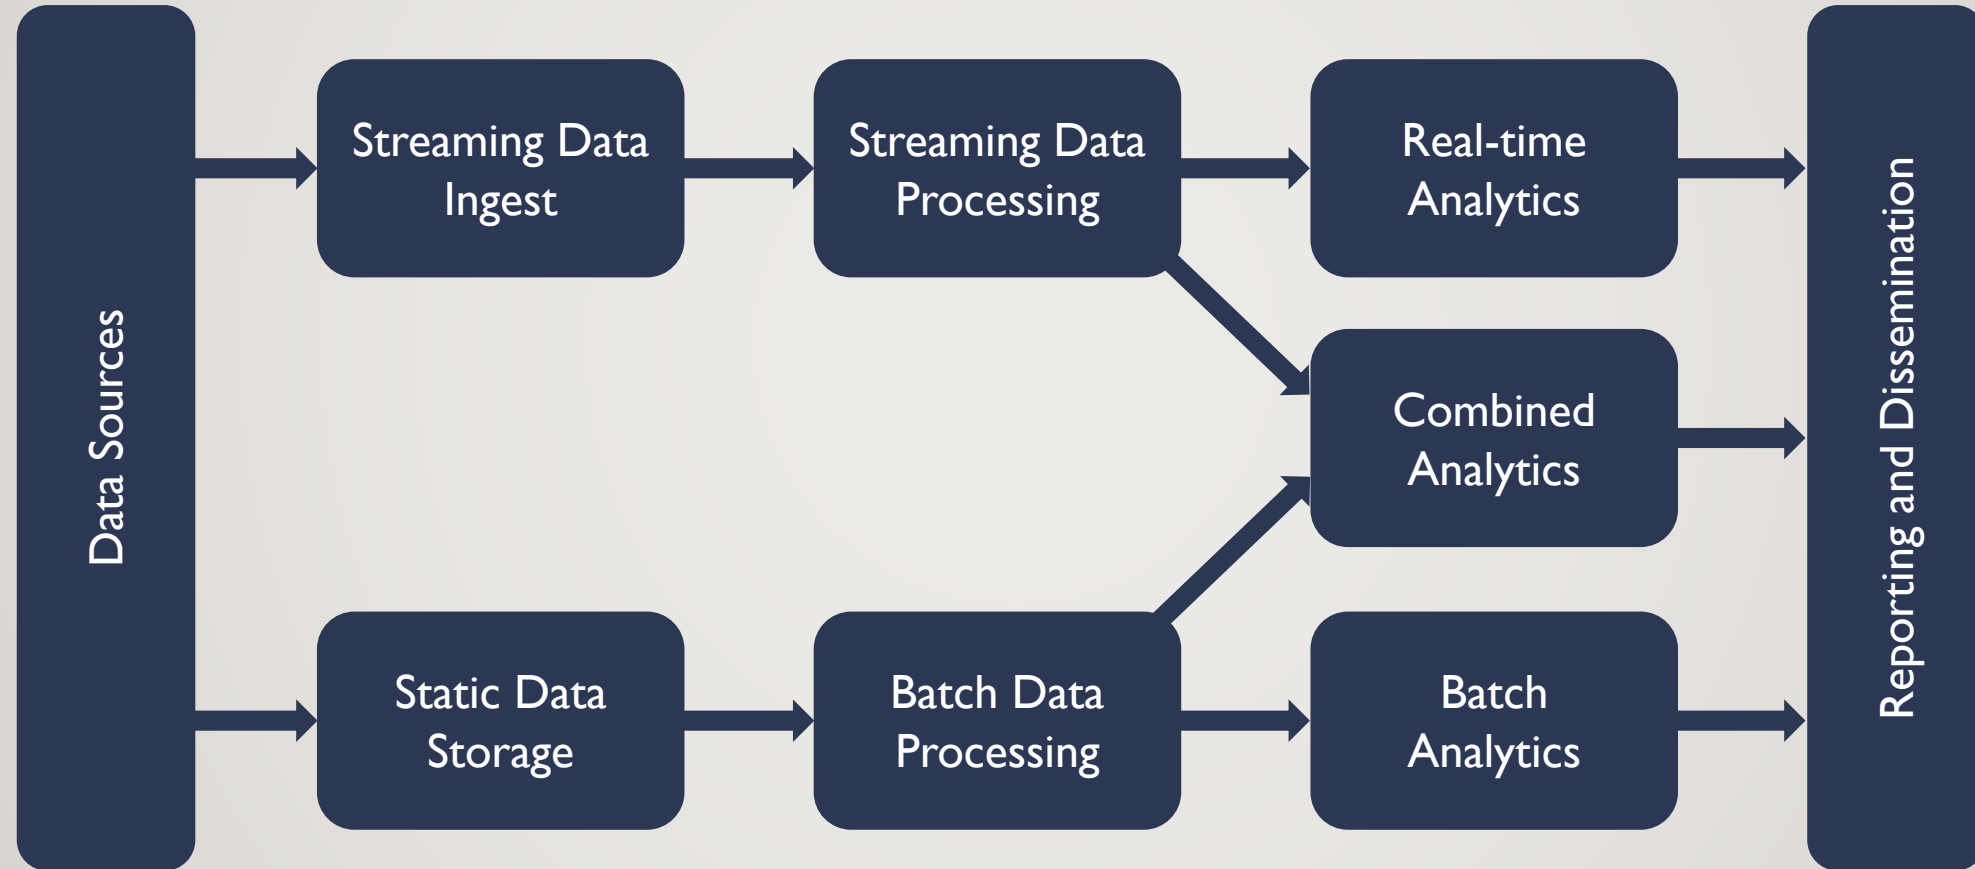 Data Sources
Streaming Data
Ingest
Streaming Data
Processing
Real-time
Analytics
Combined
Analytics
Static Data
Storage
Batch Data
Processing
Batch
Analytics
Reporting and Dissemination